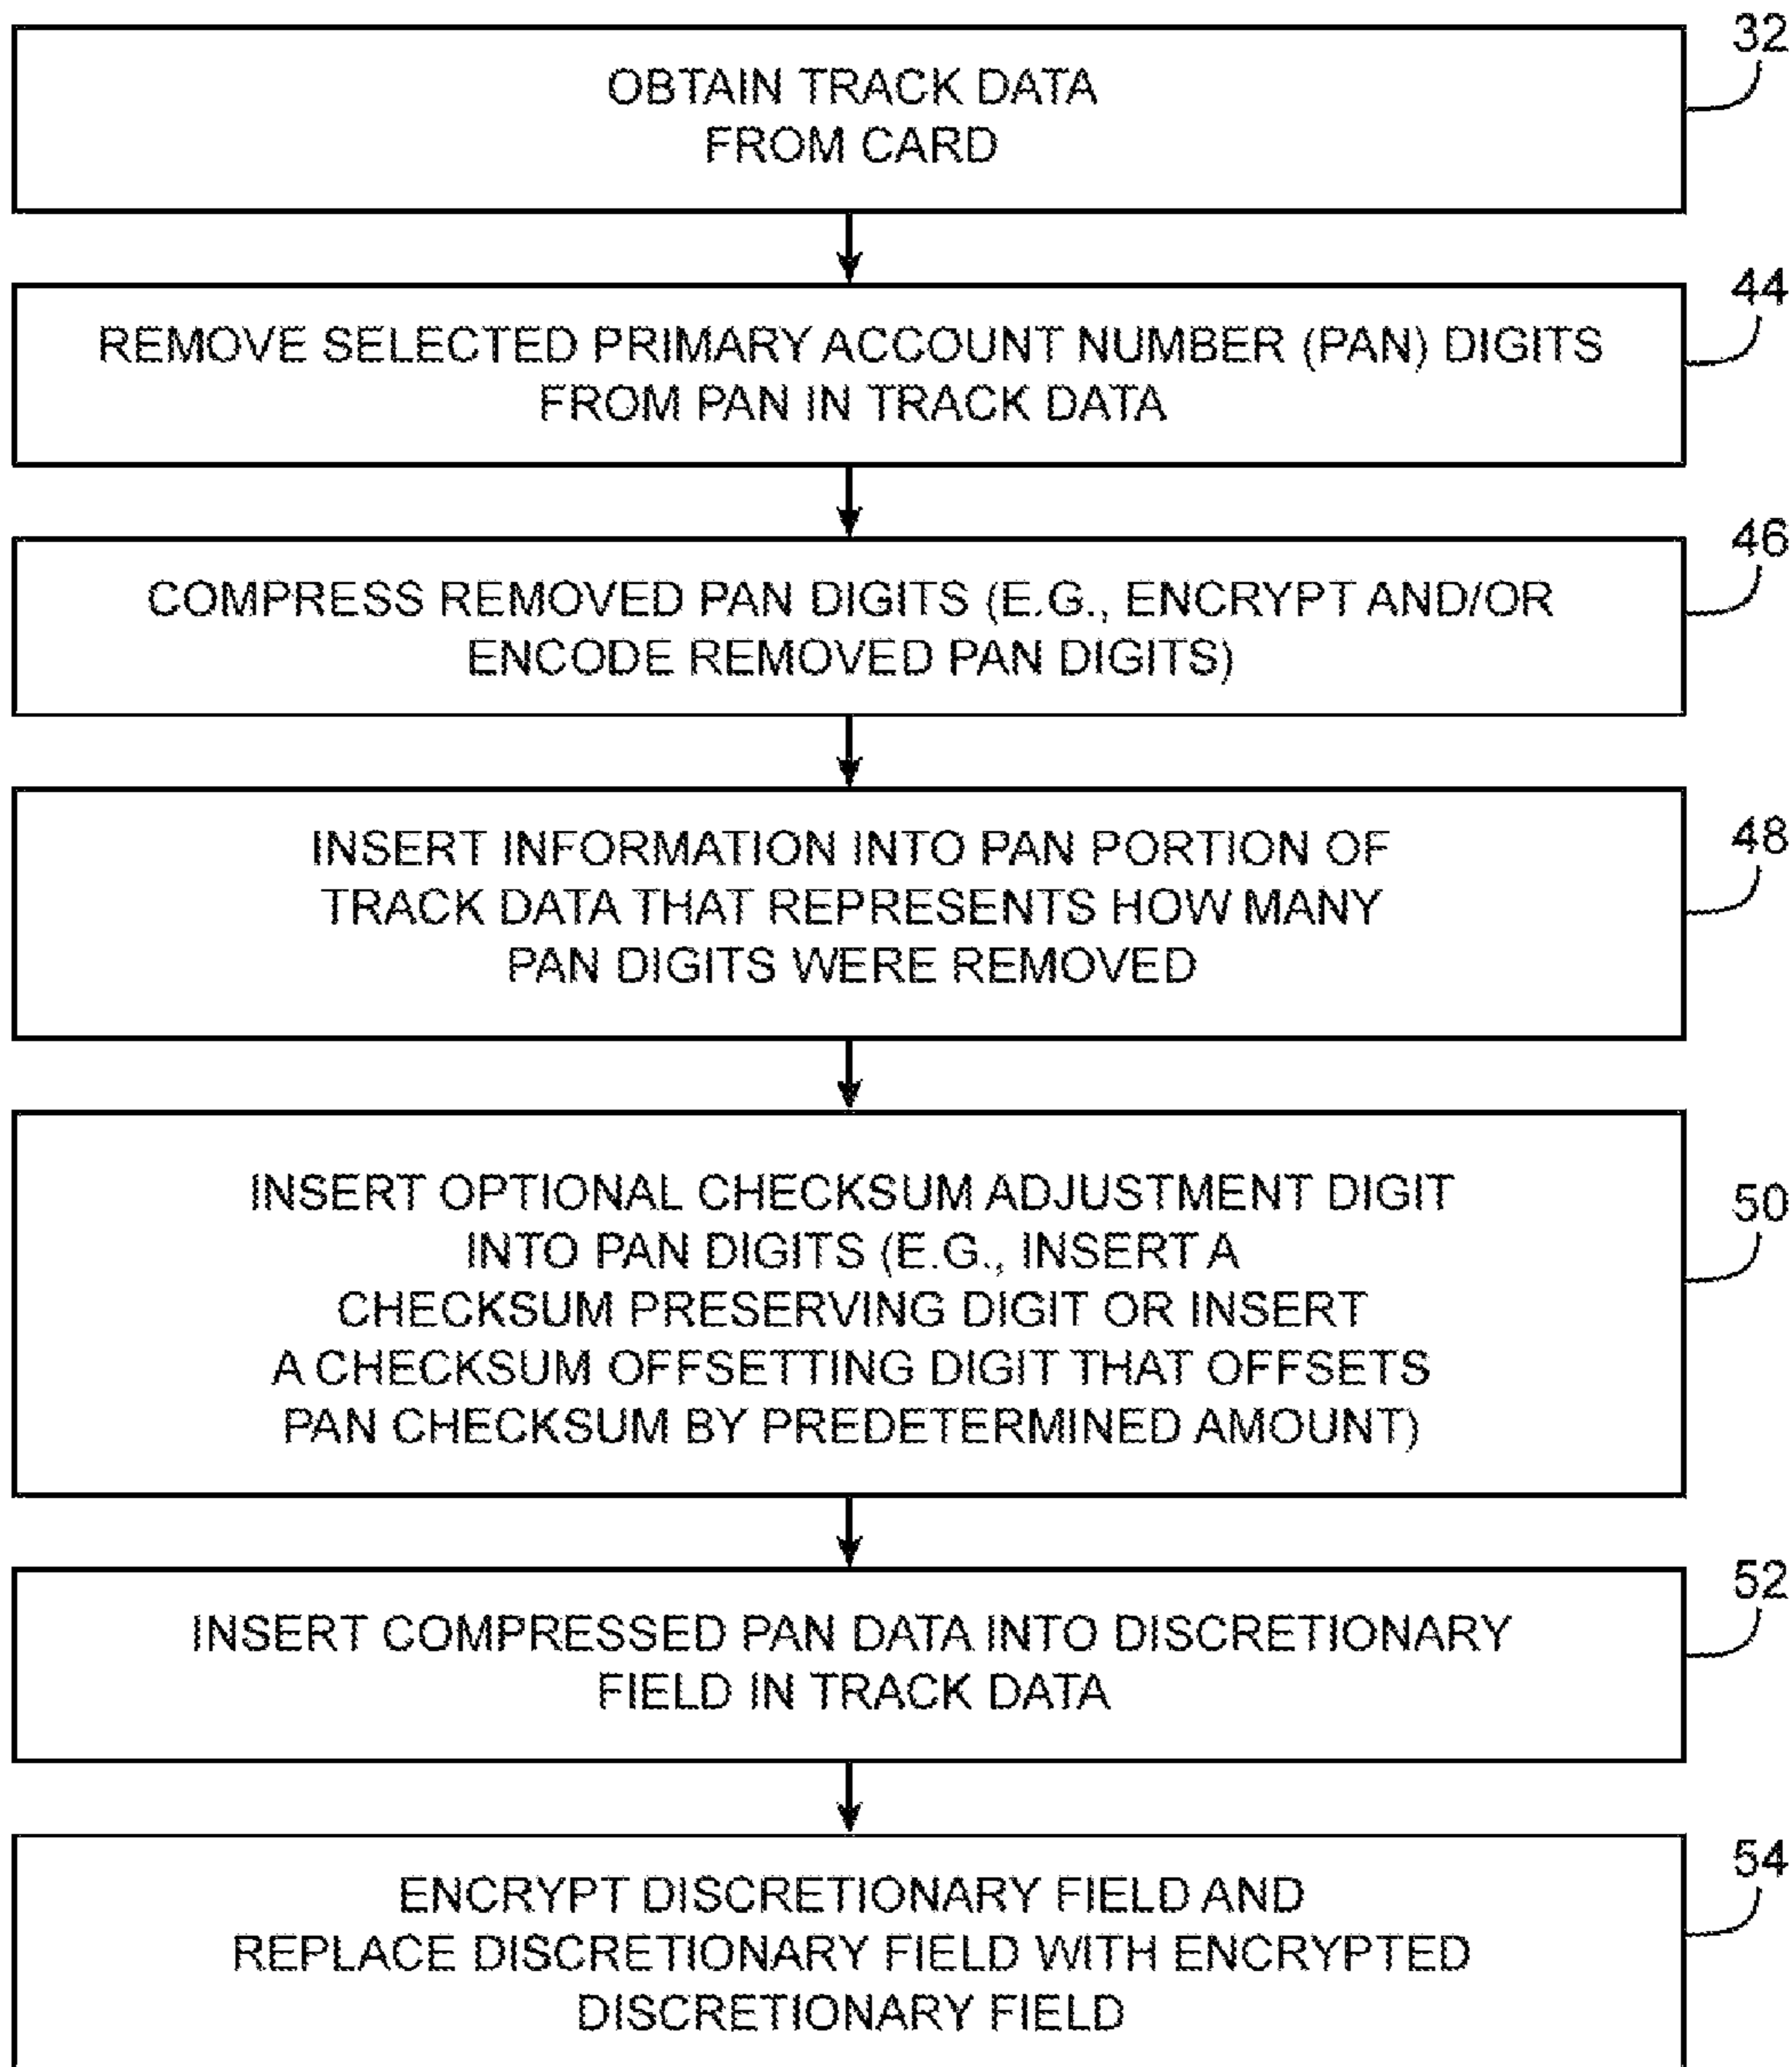 32
OBTAIN TRACK DATA
FROM CARD
44
REMOVE SELECTED PRIMARY ACCOUNT NUMBER (PAN) DIGITS
FROM PAN IN TRACK DATA
46
COMPRESS REMOVED PAN DIGITS (E.G., ENCRYPT AND/OR
ENCODE REMOVED PAN DIGITS)
48
INSERT INFORMATION INTO PAN PORTION OF
TRACK DATA THAT REPRESENTS HOW MANY
PAN DIGITS WERE REMOVED
50
INSERT OPTIONAL CHECKSUM ADJUSTMENT DIGIT
INTO PAN DIGITS (E.G., INSERT A
CHECKSUM PRESERVING DIGIT OR INSERT
A CHECKSUM OFFSETTING DIGIT THAT OFFSETS
PAN CHECKSUM BY PREDETERMINED AMOUNT)
52
INSERT COMPRESSED PAN DATA INTO DISCRETIONARY
FIELD IN TRACK DATA
54
ENCRYPT DISCRETIONARY FIELD AND
REPLACE DISCRETIONARY FIELD WITH ENCRYPTED
DISCRETIONARY FIELD